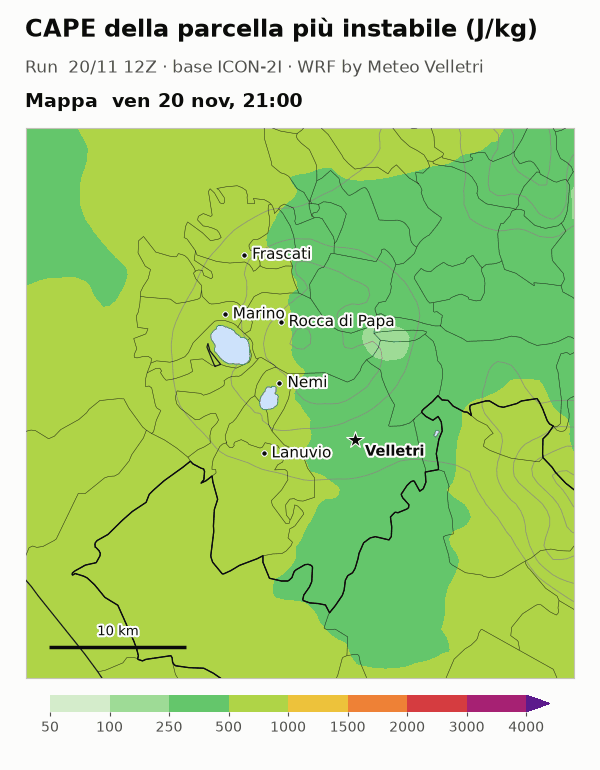 CAPE della parcella più instabile (J/kg)
Run  20/11 12Z · base ICON-2I · WRF by Meteo Velletri
Mappa  ven 20 nov, 21:00
Frascati
Marino
Rocca di Papa
Nemi
Velletri
Lanuvio
10 km
50 100 250 500 1000 1500 2000 3000 4000